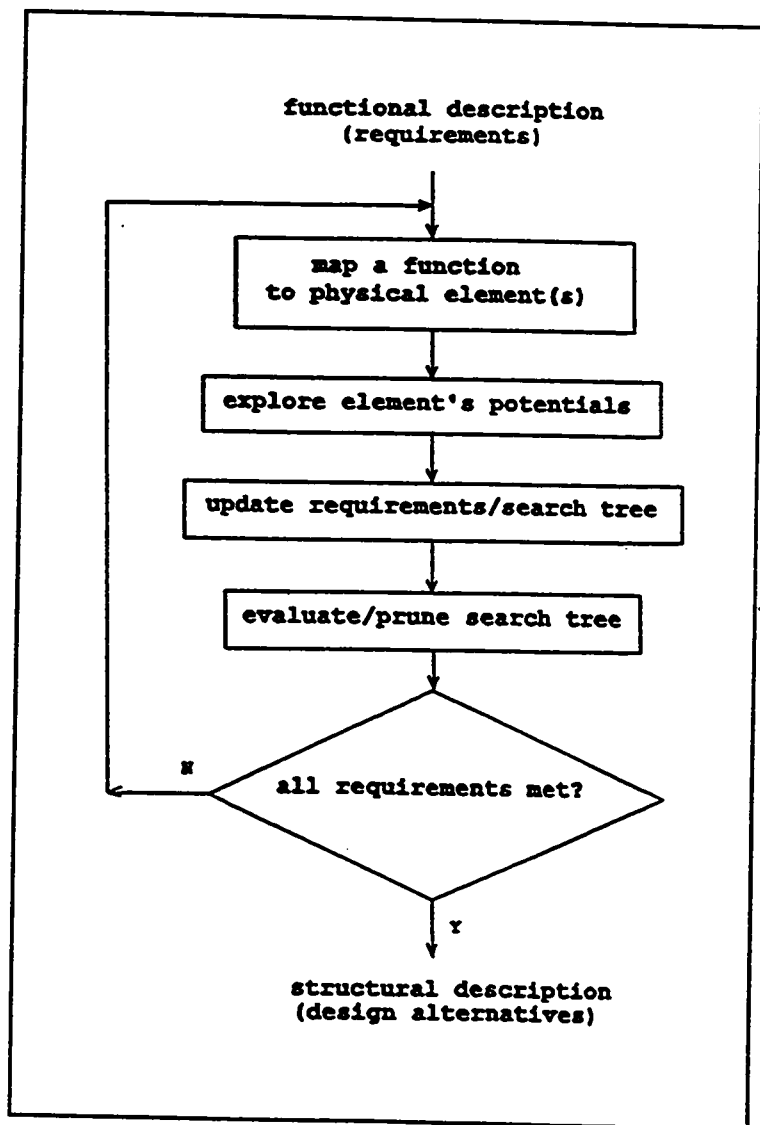 functional description
(requirements)
map a function
to physical element(s)
explore element's potentials
update requirements/search tree
evaluate/prune search tree
all requirements met?
N
Y
structural description
(design alternatives)